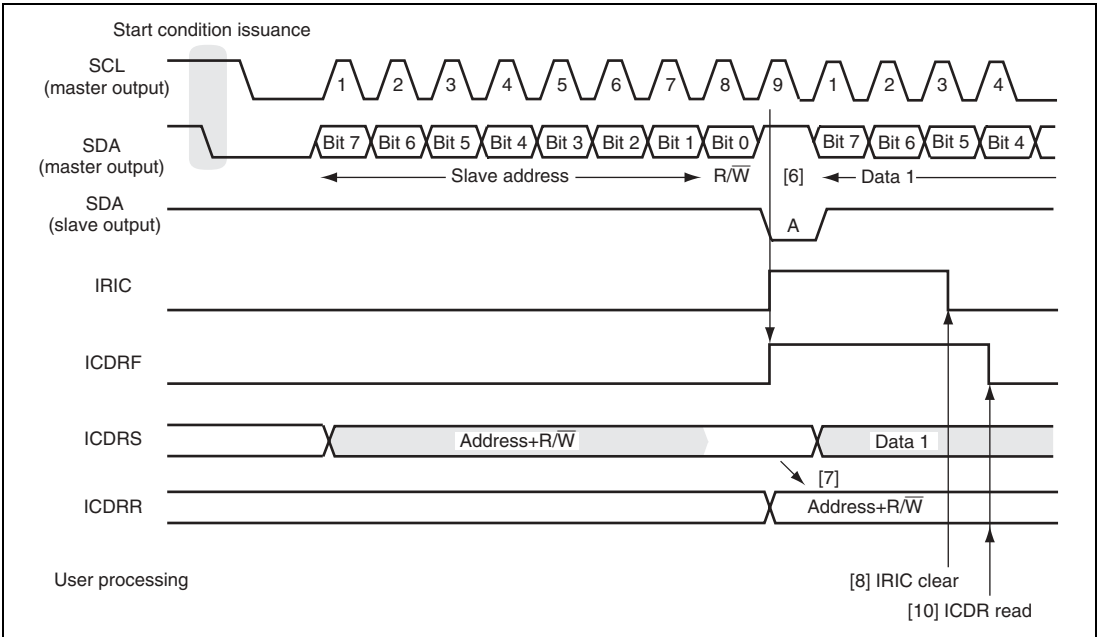 Start condition issuance
SCL
(master output)
1 2 3 4 5 6 7 8 9 1 2 3 4
SDA
(master output)
Bit 7 Bit 6 Bit 5 Bit 4 Bit 3 Bit 2 Bit 1 Bit 0 Bit 7 Bit 6 Bit 5 Bit 4
Slave address R/W̅ [6] Data 1
SDA
(slave output)
A
IRIC
ICDRF
ICDRS
Address+R/W̅ Data 1
[7]
ICDRR
Address+R/W̅
User processing
[8] IRIC clear
[10] ICDR read